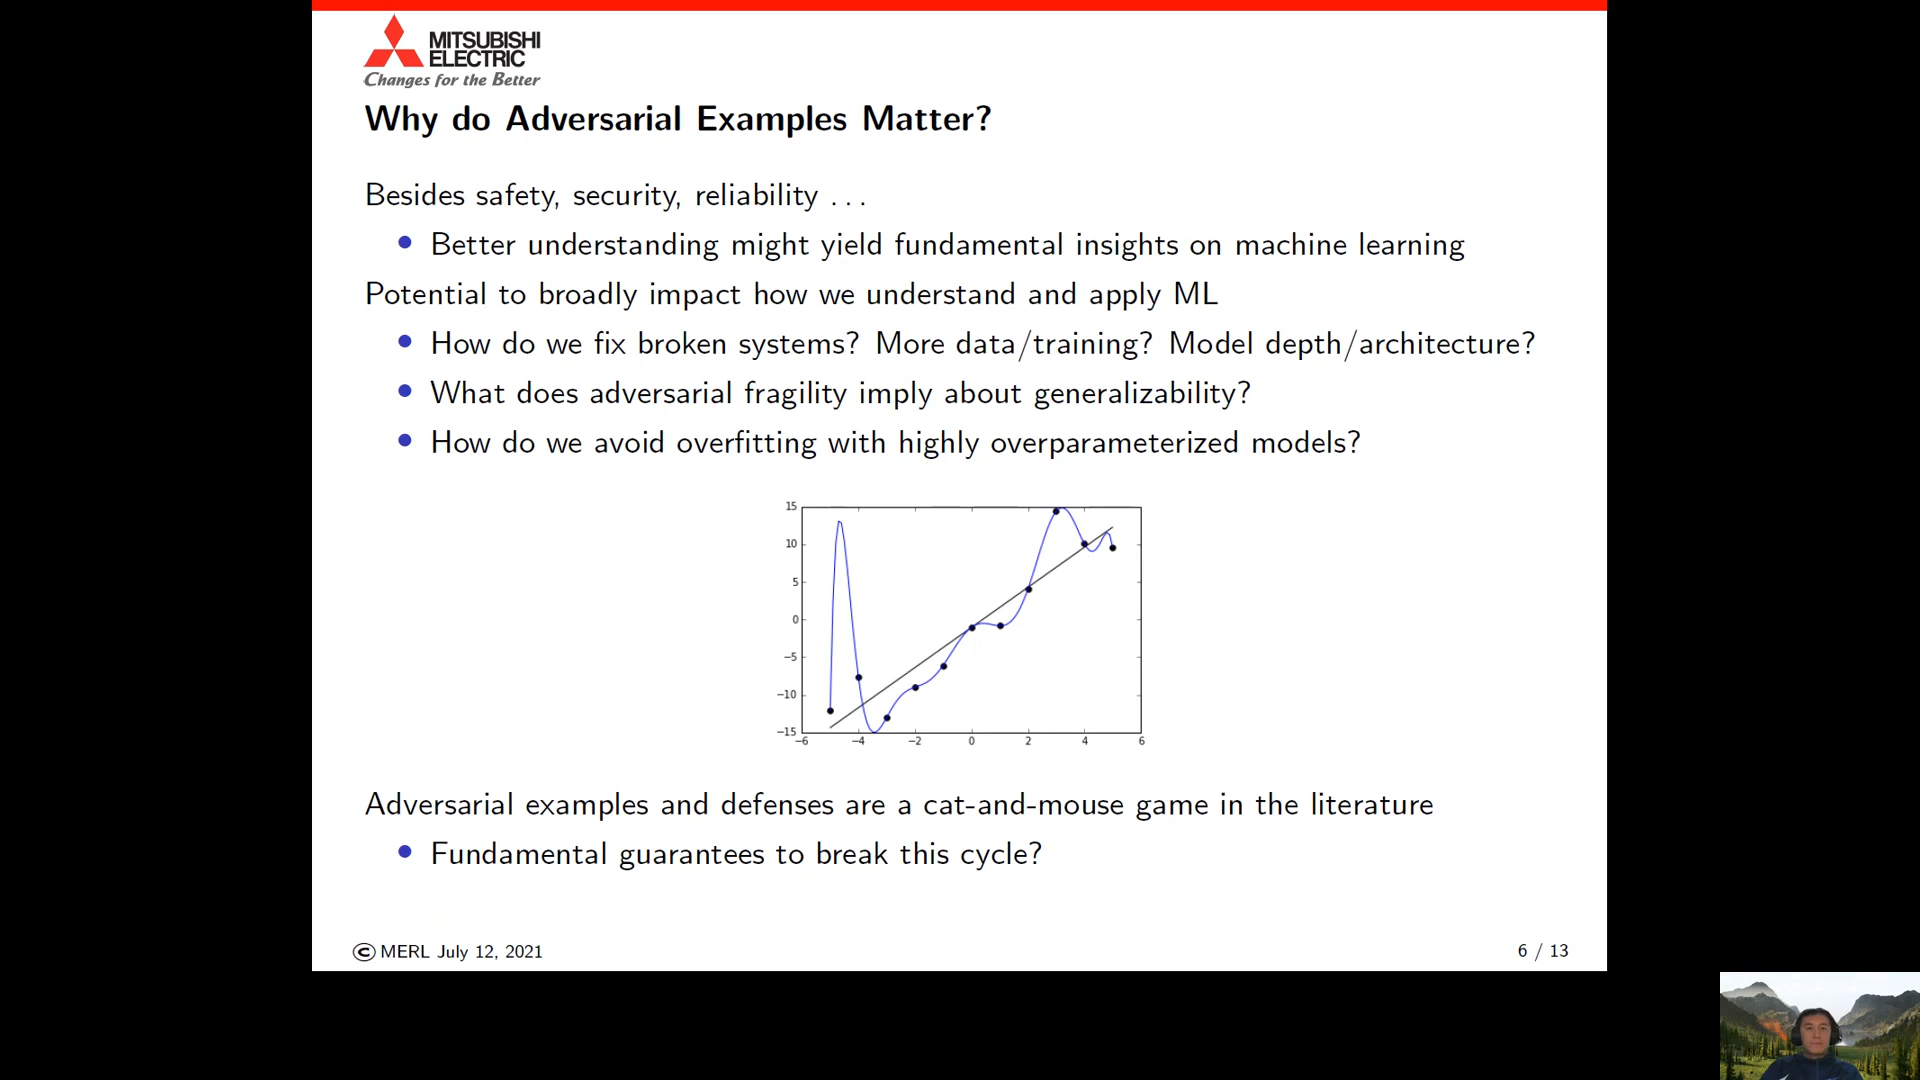 MITSUBISHI
ELECTRIC
Changes for the Better
Why do Adversarial Examples Matter?
Besides safety, security, reliability . . .
• Better understanding might yield fundamental insights on machine learning
Potential to broadly impact how we understand and apply ML
• How do we fix broken systems? More data/training? Model depth/architecture?
• What does adversarial fragility imply about generalizability?
• How do we avoid overfitting with highly overparameterized models?
15
10
5
0
−5
−10
−15
−6 −4 −2 0 2 4 6
Adversarial examples and defenses are a cat-and-mouse game in the literature
• Fundamental guarantees to break this cycle?
© MERL July 12, 2021 6 / 13